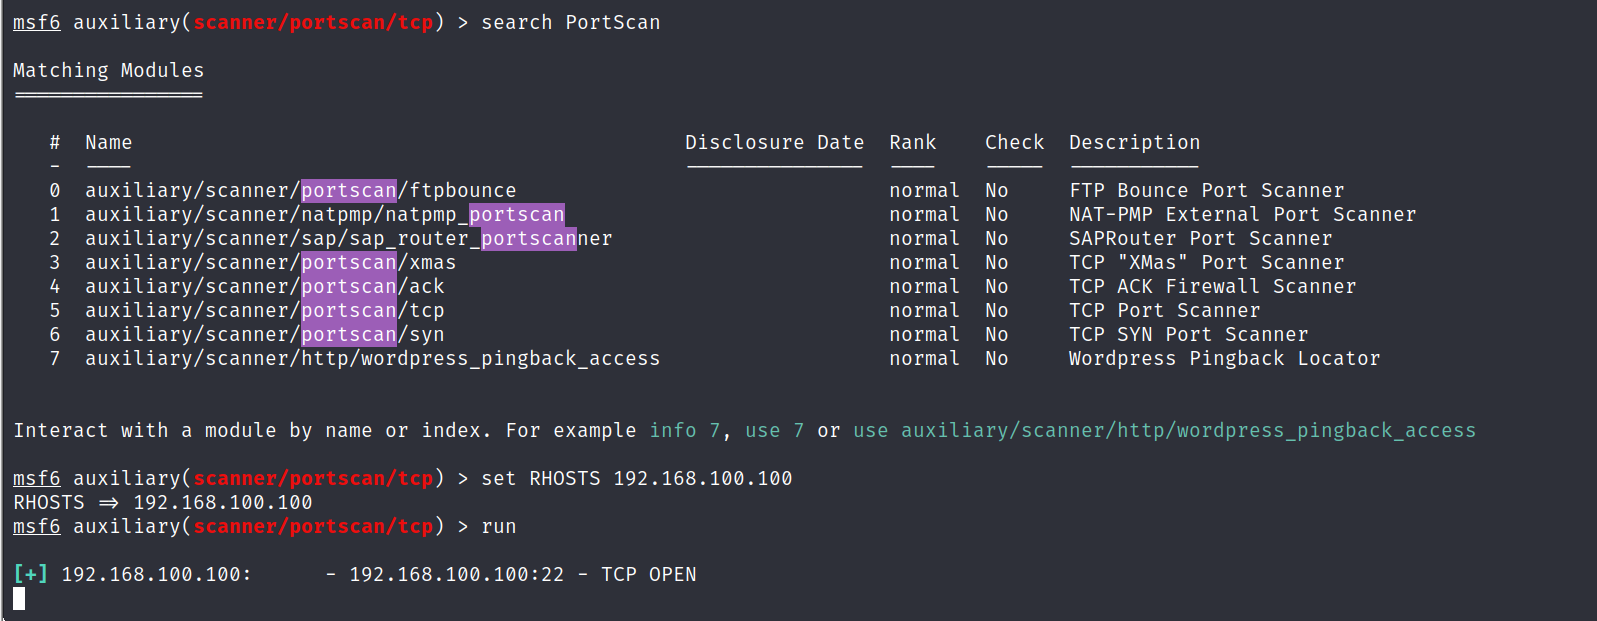 msf6 auxiliary(scanner/portscan/tcp) > search PortScan
Matching Modules
================
# Name Disclosure Date Rank Check Description
- ---- --------------- ---- ----- -----------
0 auxiliary/scanner/portscan/ftpbounce normal No FTP Bounce Port Scanner
1 auxiliary/scanner/natpmp/natpmp_portscan normal No NAT-PMP External Port Scanner
2 auxiliary/scanner/sap/sap_router_portscanner normal No SAPRouter Port Scanner
3 auxiliary/scanner/portscan/xmas normal No TCP "XMas" Port Scanner
4 auxiliary/scanner/portscan/ack normal No TCP ACK Firewall Scanner
5 auxiliary/scanner/portscan/tcp normal No TCP Port Scanner
6 auxiliary/scanner/portscan/syn normal No TCP SYN Port Scanner
7 auxiliary/scanner/http/wordpress_pingback_access normal No Wordpress Pingback Locator
Interact with a module by name or index. For example info 7, use 7 or use auxiliary/scanner/http/wordpress_pingback_access
msf6 auxiliary(scanner/portscan/tcp) > set RHOSTS 192.168.100.100
RHOSTS => 192.168.100.100
msf6 auxiliary(scanner/portscan/tcp) > run
[+] 192.168.100.100: - 192.168.100.100:22 - TCP OPEN